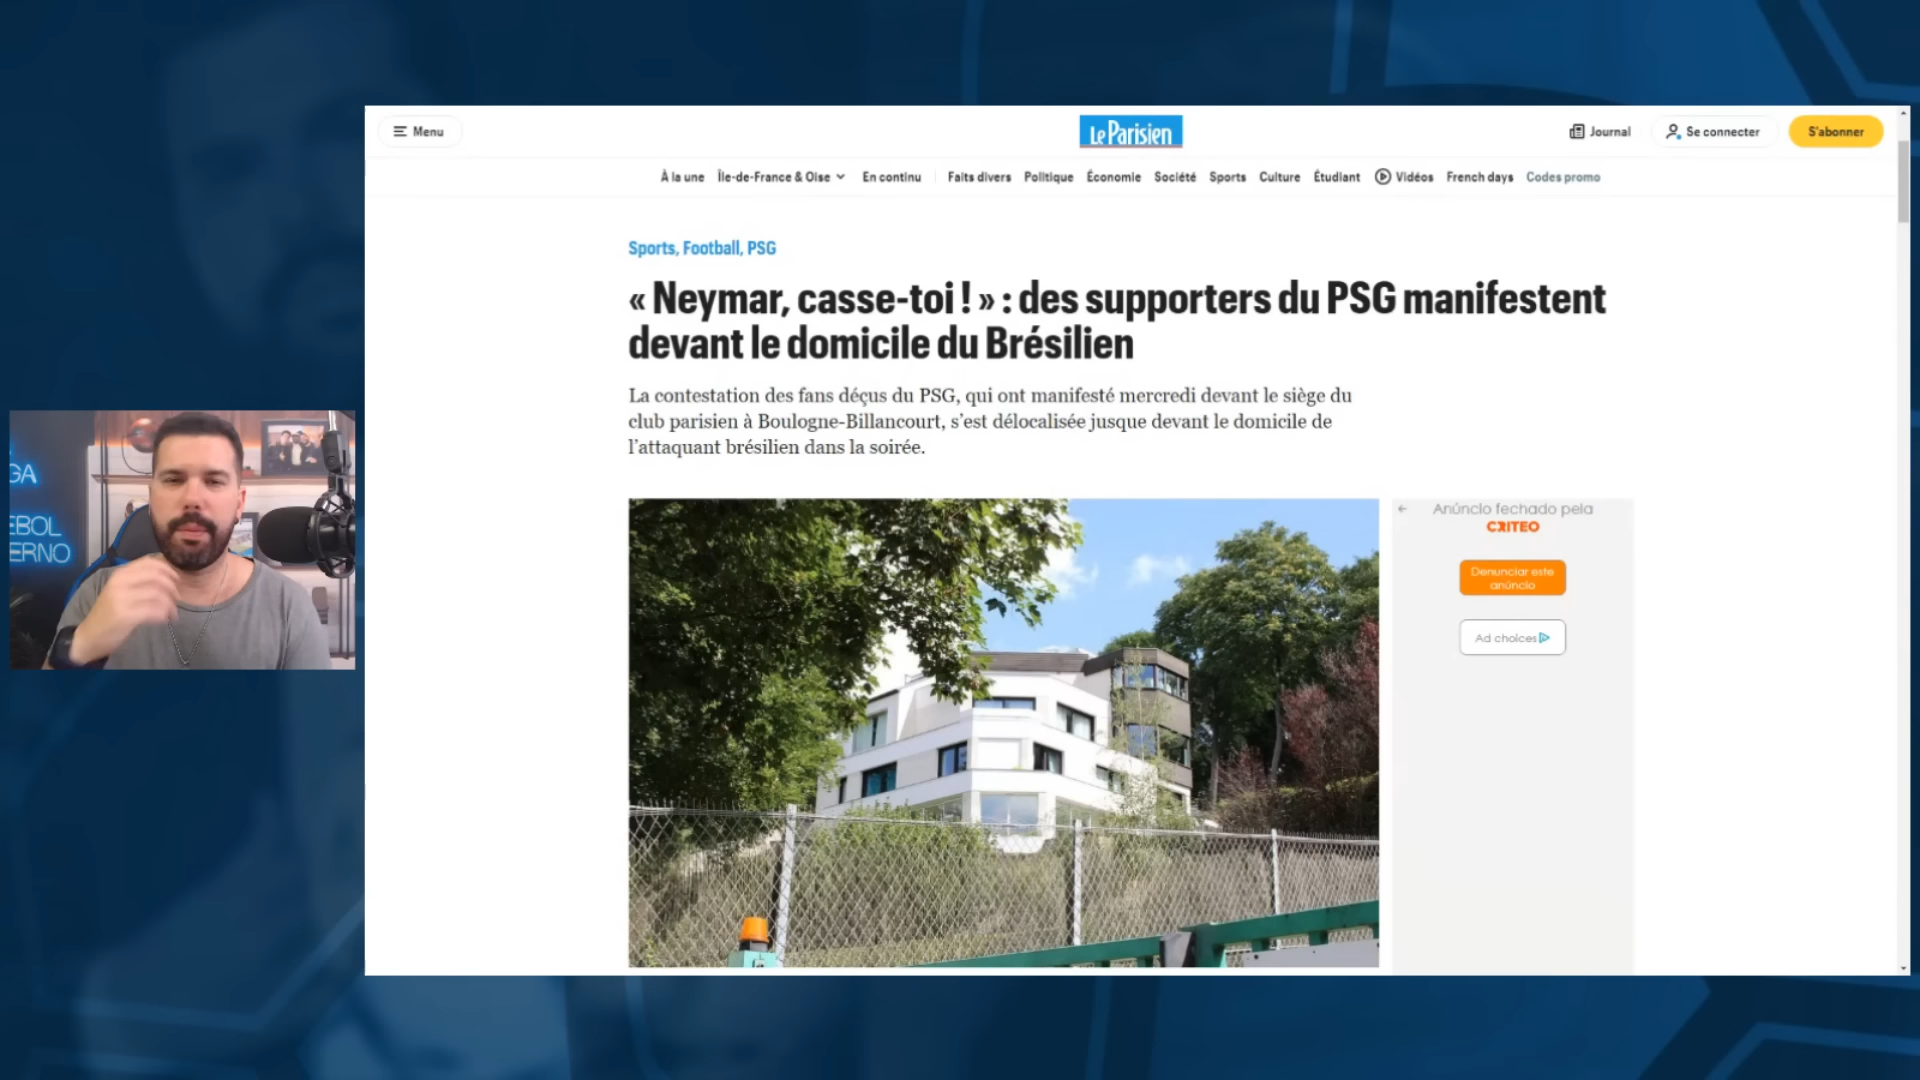 Menu
Le Parisien
Journal
Se connecter
S'abonner
À la une
Île-de-France & Oise
En continu
Faits divers
Politique
Économie
Société
Sports
Culture
Étudiant
Vidéos
French days
Codes promo
Sports, Football, PSG
« Neymar, casse-toi ! » : des supporters du PSG manifestent
devant le domicile du Brésilien
La contestation des fans déçus du PSG, qui ont manifesté mercredi devant le siège du
club parisien à Boulogne-Billancourt, s'est délocalisée jusque devant le domicile de
l'attaquant brésilien dans la soirée.
Anúncio fechado pela
CRITEO
Denunciar este
anúncio
Ad choices
GA
EBOL
ERNO